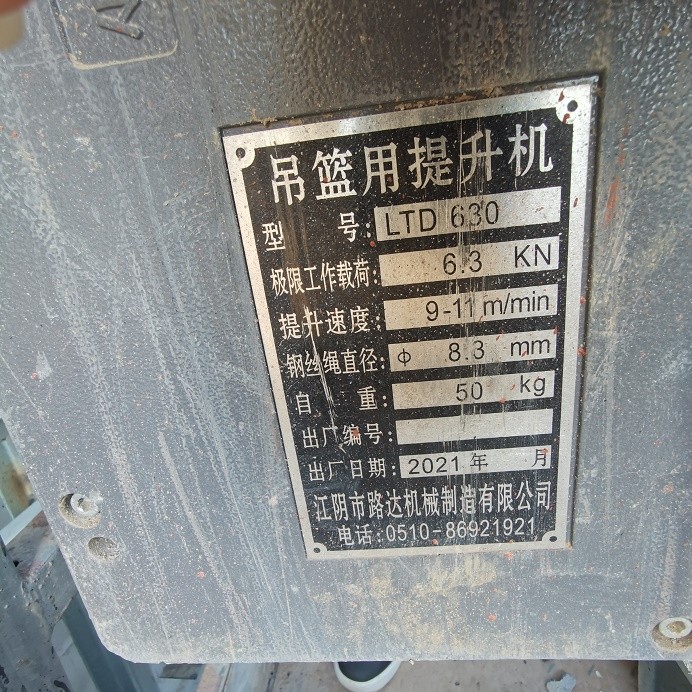 吊篮用提升机
型 号: LTD 630
极限工作载荷: 6.3 KN
提升速度: 9-11 m/min
钢丝绳直径: φ 8.3 mm
自 重: 50 kg
出厂编号:
出厂日期: 2021 年 月
江阴市路达机械制造有限公司
电话:0510-86921921